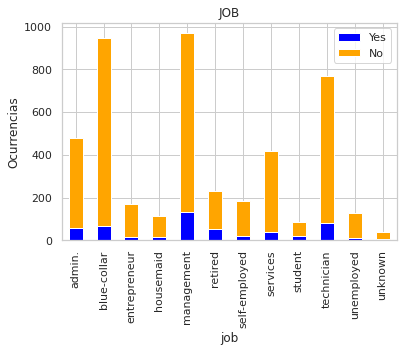 JOB
Yes
No
Ocurrencias
1000
800
600
400
200
0
admin.
blue-collar
entrepreneur
housemaid
management
retired
self-employed
services
student
technician
unemployed
unknown
job